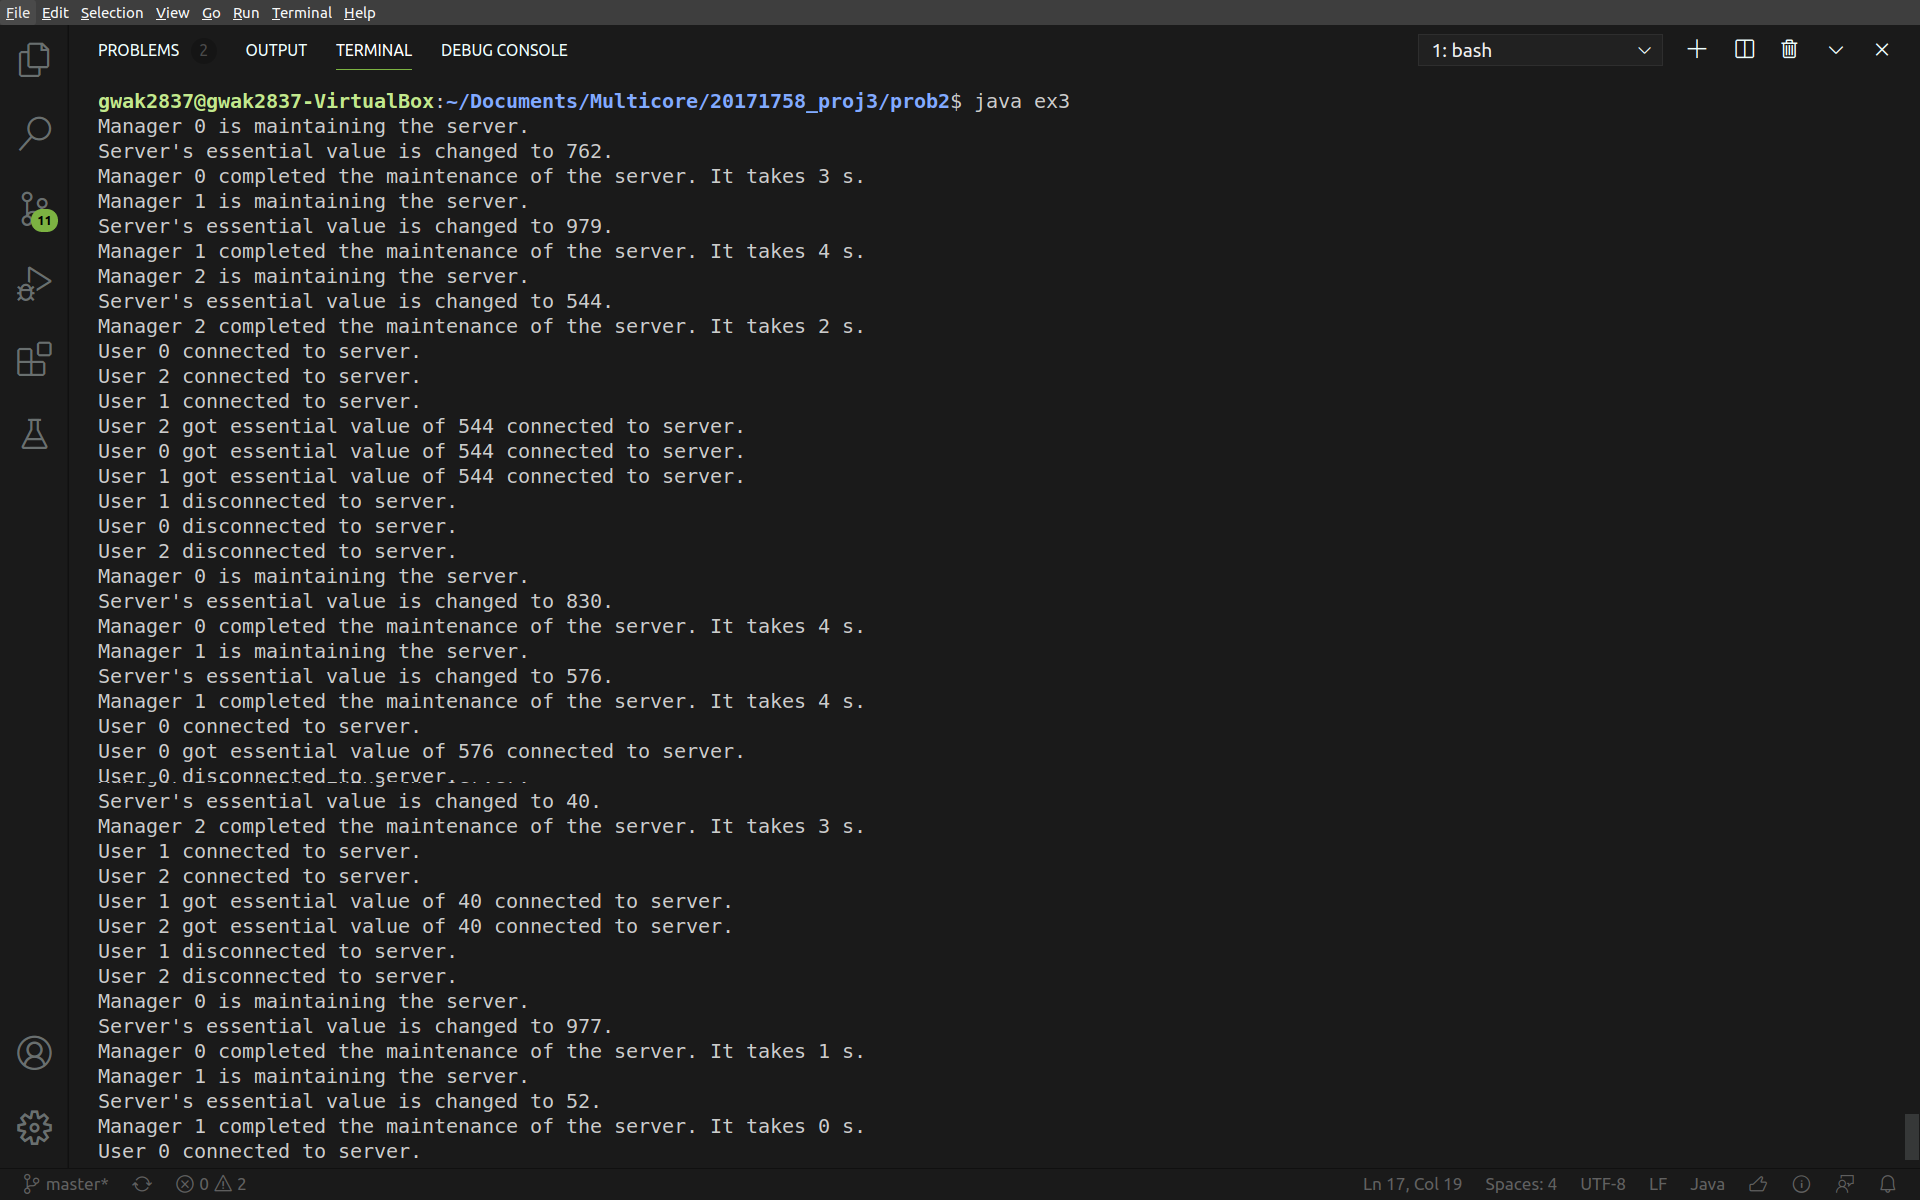 File Edit Selection View Go Run Terminal Help
PROBLEMS 2 OUTPUT TERMINAL DEBUG CONSOLE 1: bash
gwak2837@gwak2837-VirtualBox:~/Documents/Multicore/20171758_proj3/prob2$ java ex3
Manager 0 is maintaining the server.
Server's essential value is changed to 762.
Manager 0 completed the maintenance of the server. It takes 3 s.
Manager 1 is maintaining the server.
Server's essential value is changed to 979.
Manager 1 completed the maintenance of the server. It takes 4 s.
Manager 2 is maintaining the server.
Server's essential value is changed to 544.
Manager 2 completed the maintenance of the server. It takes 2 s.
User 0 connected to server.
User 2 connected to server.
User 1 connected to server.
User 2 got essential value of 544 connected to server.
User 0 got essential value of 544 connected to server.
User 1 got essential value of 544 connected to server.
User 1 disconnected to server.
User 0 disconnected to server.
User 2 disconnected to server.
Manager 0 is maintaining the server.
Server's essential value is changed to 830.
Manager 0 completed the maintenance of the server. It takes 4 s.
Manager 1 is maintaining the server.
Server's essential value is changed to 576.
Manager 1 completed the maintenance of the server. It takes 4 s.
User 0 connected to server.
User 0 got essential value of 576 connected to server.
User 0 disconnected to server.
Server's essential value is changed to 40.
Manager 2 completed the maintenance of the server. It takes 3 s.
User 1 connected to server.
User 2 connected to server.
User 1 got essential value of 40 connected to server.
User 2 got essential value of 40 connected to server.
User 1 disconnected to server.
User 2 disconnected to server.
Manager 0 is maintaining the server.
Server's essential value is changed to 977.
Manager 0 completed the maintenance of the server. It takes 1 s.
Manager 1 is maintaining the server.
Server's essential value is changed to 52.
Manager 1 completed the maintenance of the server. It takes 0 s.
User 0 connected to server.
11
master* 0 2 Ln 17, Col 19 Spaces: 4 UTF-8 LF Java